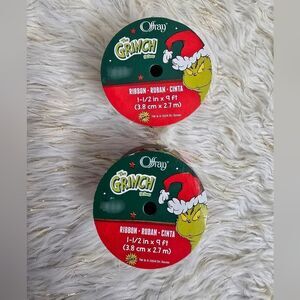 Offray
the
GRINCH
RIBBON · RUBAN · CINTA
1-1/2 in x 9 ft
(3.8 cm x 2.7 m)
Offray
the
GRINCH
RIBBON · RUBAN · CINTA
1-1/2 in x 9 ft
(3.8 cm x 2.7 m)